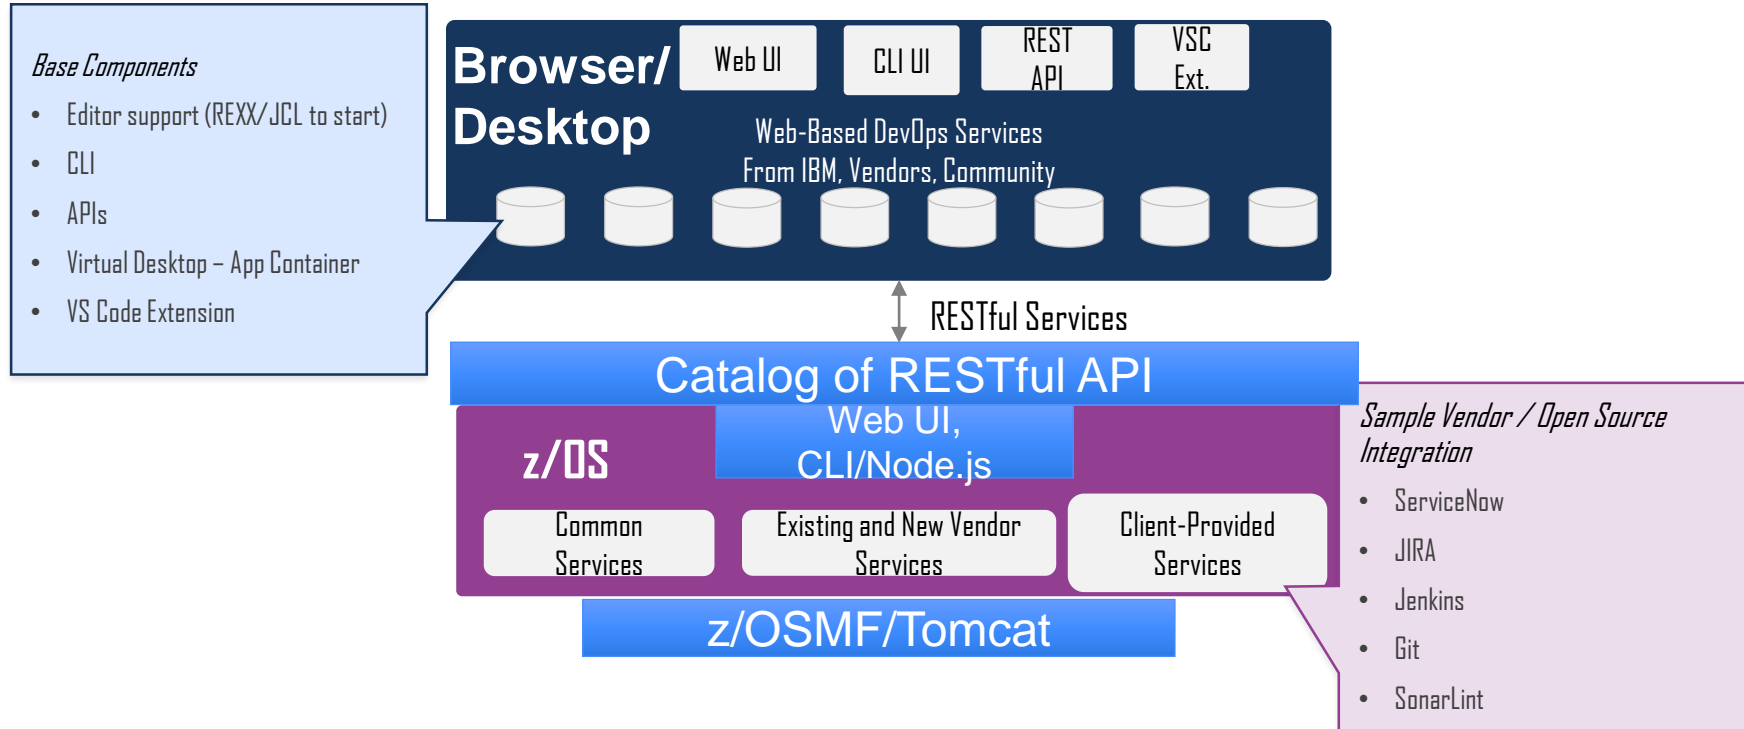 Base Components
• Editor support (REXX/JCL to start)
• CLI
• APIs
• Virtual Desktop – App Container
• VS Code Extension
Browser/
Desktop
Web UI
CLI UI
REST
API
VSC
Ext.
Web-Based DevOps Services
From IBM, Vendors, Community
RESTful Services
Catalog of RESTful API
z/OS
Web UI,
CLI/Node.js
Common
Services
Existing and New Vendor
Services
Client-Provided
Services
z/OSMF/Tomcat
Sample Vendor / Open Source
Integration
• ServiceNow
• JIRA
• Jenkins
• Git
• SonarLint